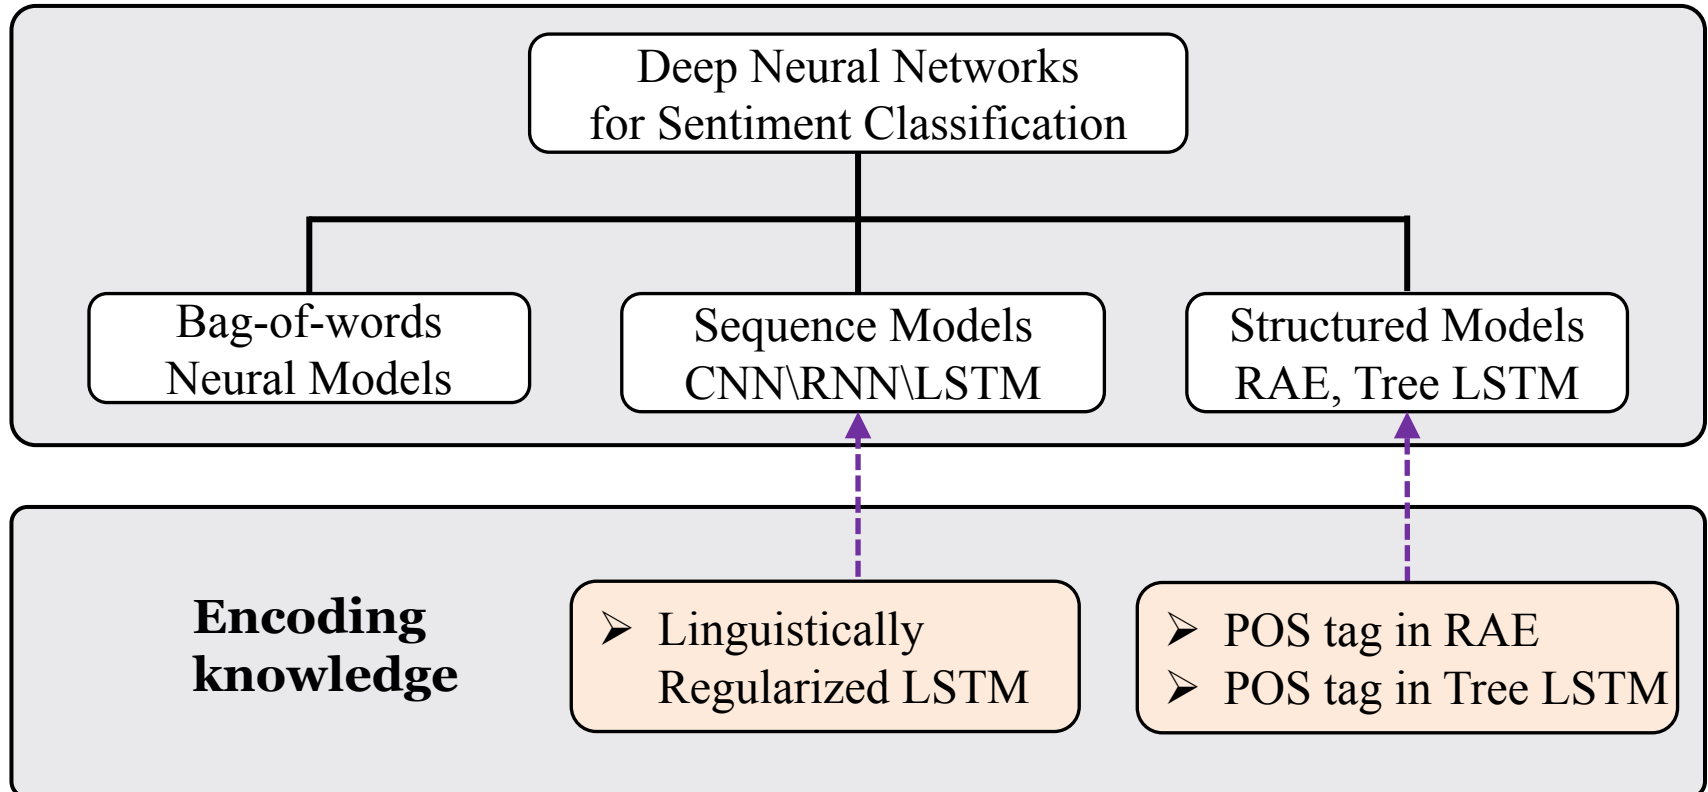 Deep Neural Networks
for Sentiment Classification
Bag-of-words
Neural Models
Sequence Models
CNN\RNN\LSTM
Structured Models
RAE, Tree LSTM
Encoding
knowledge
➢ Linguistically
Regularized LSTM
➢ POS tag in RAE
➢ POS tag in Tree LSTM